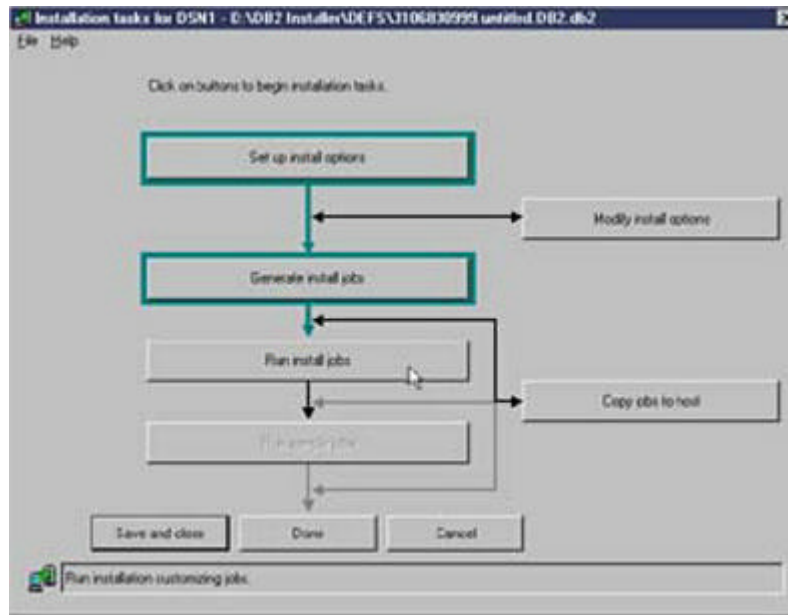 Installation tasks for DSN1 - C:\DB2 Installer\DEFS\3106830999.untitled.DB2.db2
File Help
Click on buttons to begin installation tasks.
Set up install options
Modify install options
Generate install jobs
Run install jobs
Copy jobs to host
Save and close Done Cancel
Run installation customizing jobs.